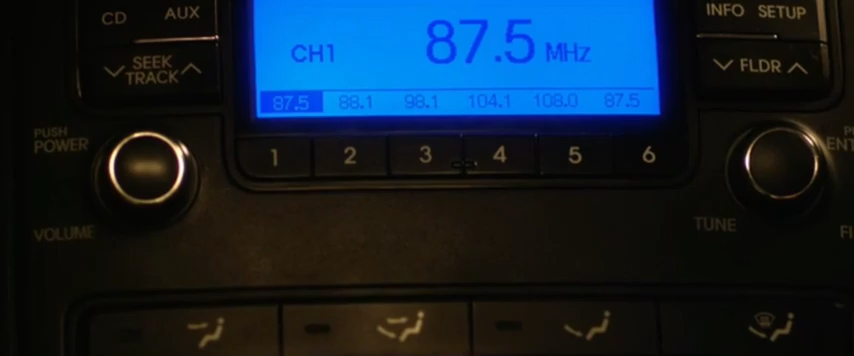 CD AUX
INFO SETUP
SEEK
TRACK
FLDR
CH1 87.5 MHz
87.5 88.1 98.1 104.1 108.0 87.5
1 2 3 4 5 6
PUSH
POWER
VOLUME
TUNE